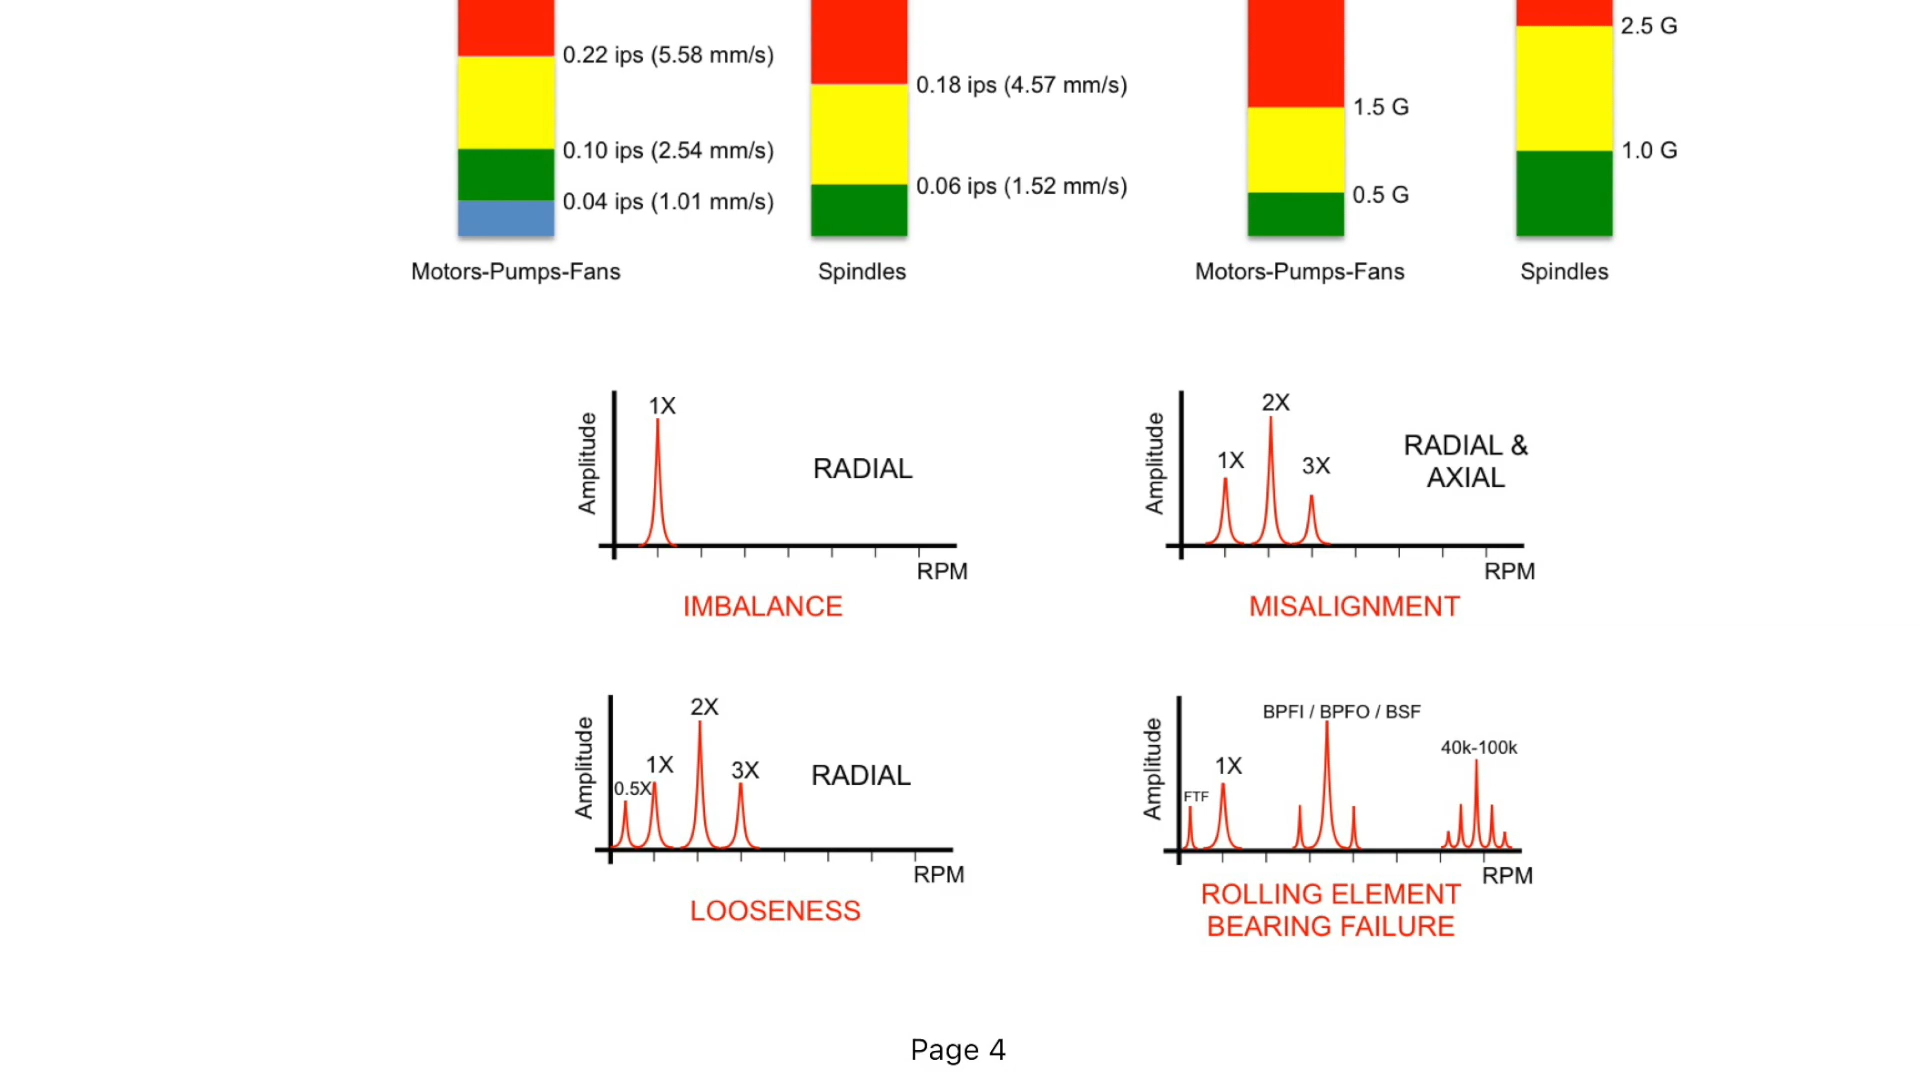 2.5 G
0.22 ips (5.58 mm/s)
0.18 ips (4.57 mm/s)
1.5 G
0.10 ips (2.54 mm/s)
1.0 G
0.06 ips (1.52 mm/s)
0.5 G
0.04 ips (1.01 mm/s)
Motors-Pumps-Fans
Spindles
Motors-Pumps-Fans
Spindles
Amplitude
1X
RADIAL
RPM
IMBALANCE
Amplitude
1X
2X
3X
RADIAL &
AXIAL
RPM
MISALIGNMENT
Amplitude
0.5X
1X
2X
3X
RADIAL
RPM
LOOSENESS
Amplitude
FTF
1X
BPFI / BPFO / BSF
40k-100k
RPM
ROLLING ELEMENT
BEARING FAILURE
Page 4